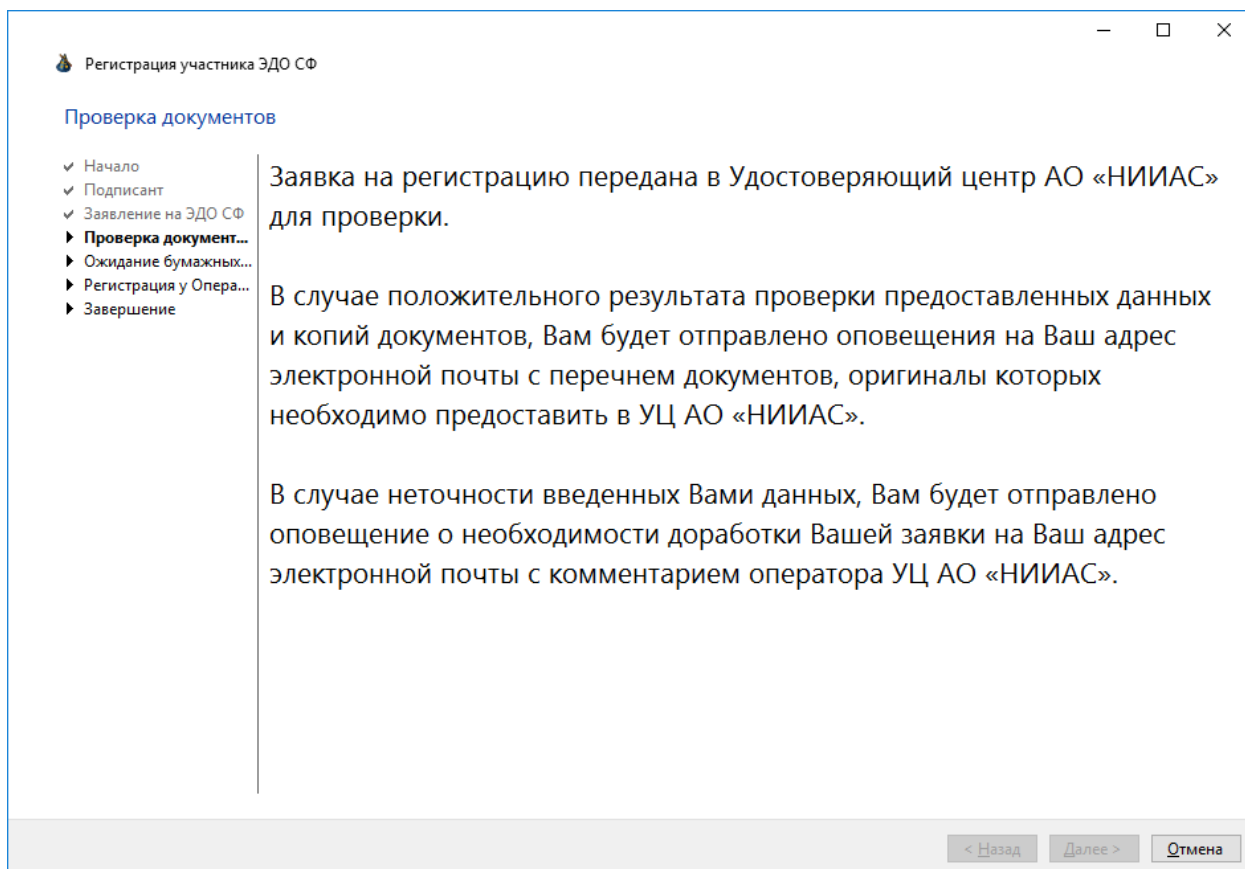 Регистрация участника ЭДО СФ
Проверка документов
Начало
Подписант
Заявление на ЭДО СФ
Проверка документ...
Ожидание бумажных...
Регистрация у Опера...
Завершение
Заявка на регистрацию передана в Удостоверяющий центр АО «НИИАС»
для проверки.
В случае положительного результата проверки предоставленных данных
и копий документов, Вам будет отправлено оповещения на Ваш адрес
электронной почты с перечнем документов, оригиналы которых
необходимо предоставить в УЦ АО «НИИАС».
В случае неточности введенных Вами данных, Вам будет отправлено
оповещение о необходимости доработки Вашей заявки на Ваш адрес
электронной почты с комментарием оператора УЦ АО «НИИАС».
< Назад Далее > Отмена